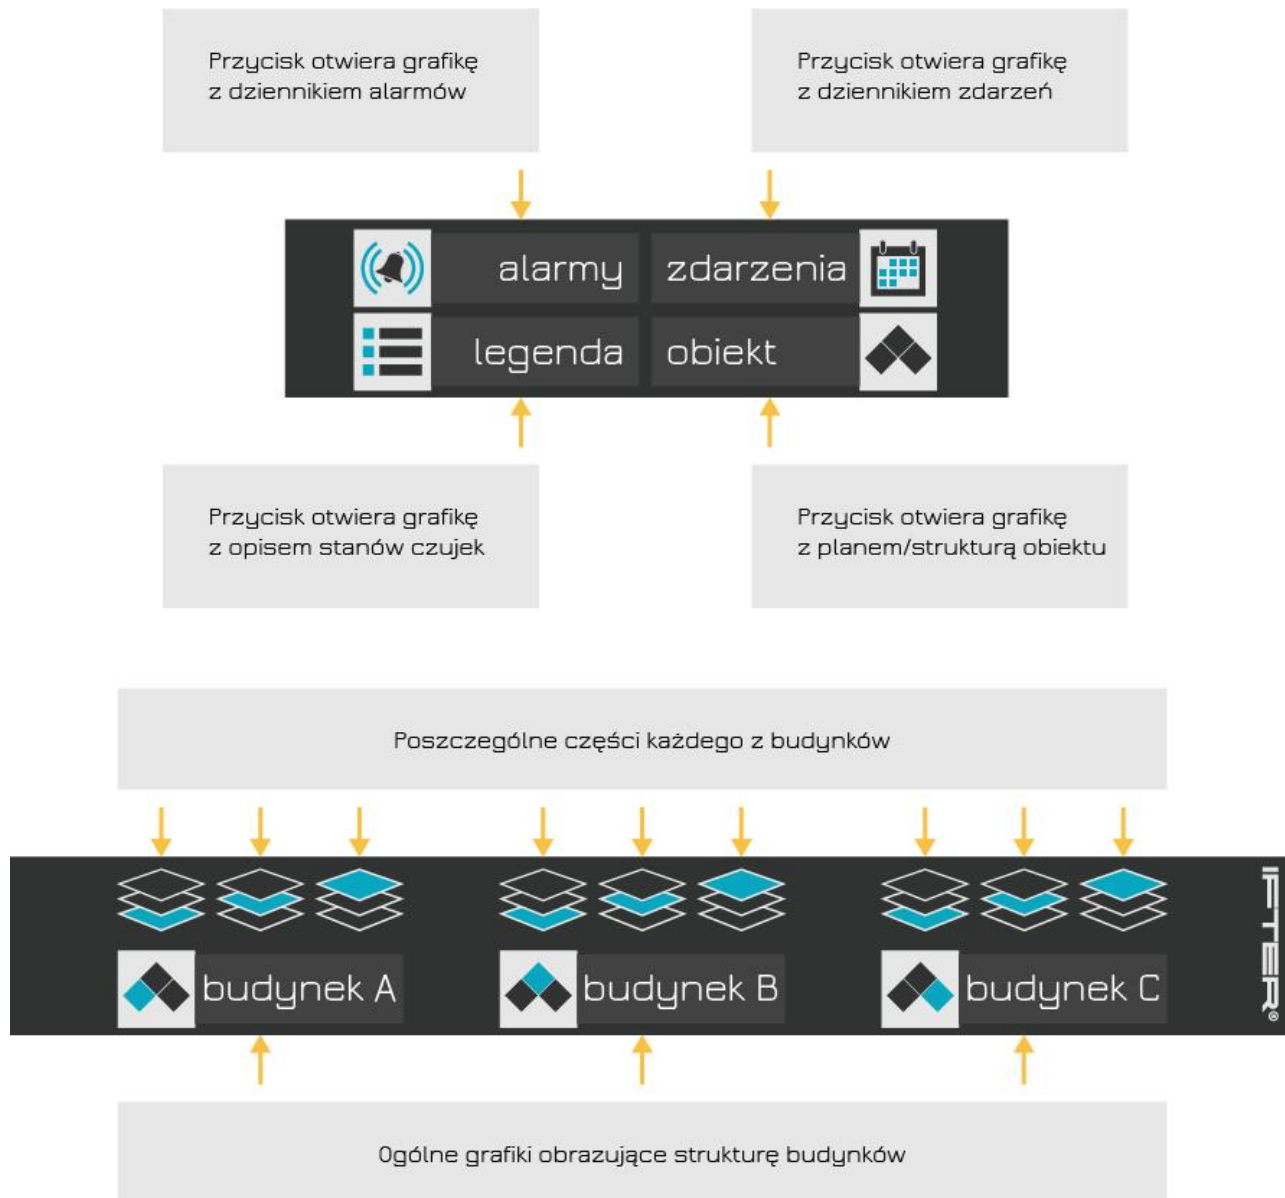 Przycisk otwiera grafikę
z dziennikiem alarmów
Przycisk otwiera grafikę
z dziennikiem zdarzeń
alarmy
zdarzenia
legenda
obiekt
Przycisk otwiera grafikę
z opisem stanów czujek
Przycisk otwiera grafikę
z planem/strukturą obiektu
Poszczególne części każdego z budynków
budynek A
budynek B
budynek C
IFTER®
Ogólne grafiki obrazujące strukturę budynków